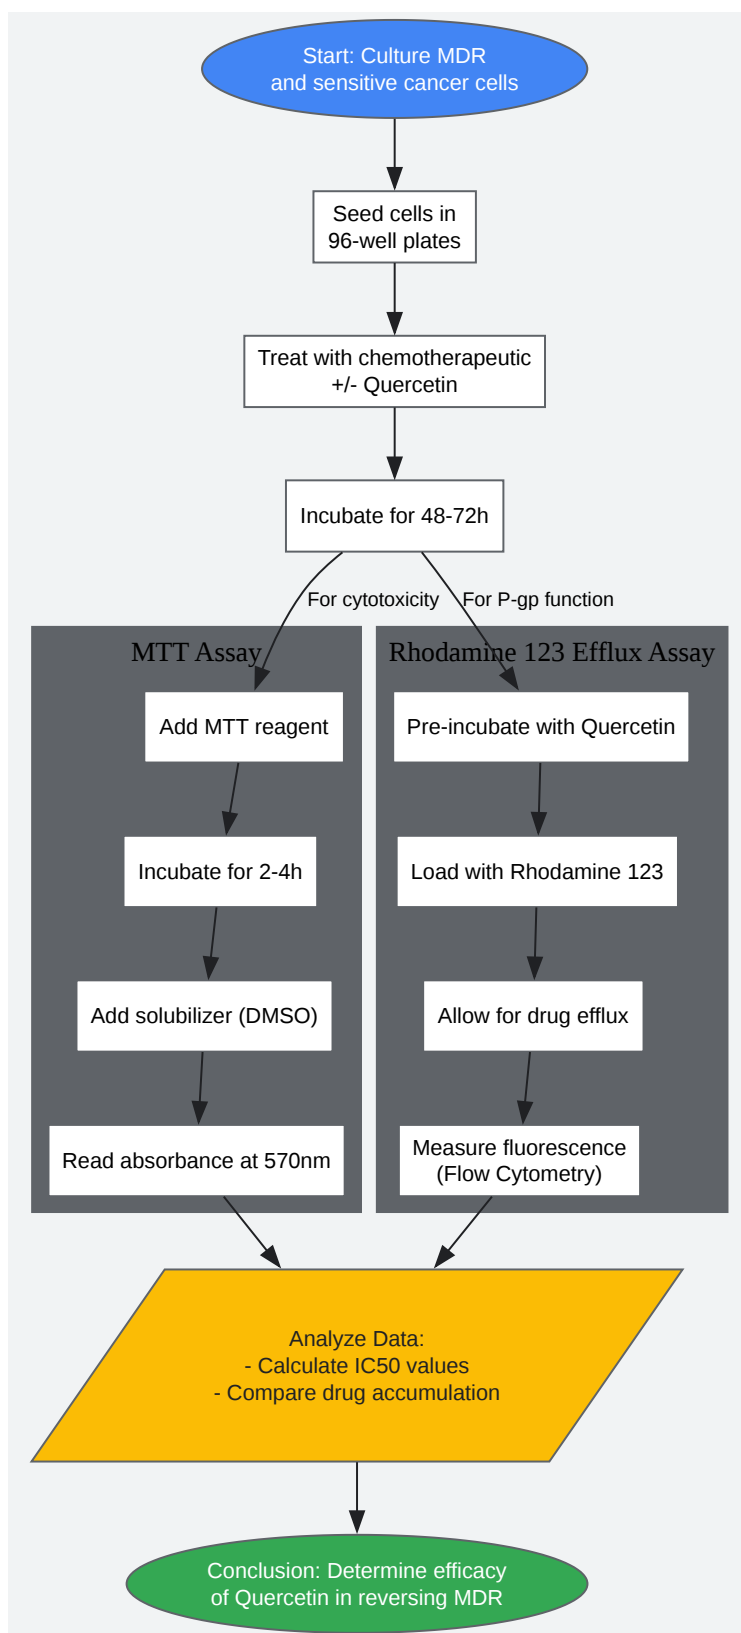 Start: Culture MDR
and sensitive cancer cells
Seed cells in
96-well plates
Treat with chemotherapeutic
+/- Quercetin
Incubate for 48-72h
For cytotoxicity
For P-gp function
MTT Assay
Add MTT reagent
Incubate for 2-4h
Add solubilizer (DMSO)
Read absorbance at 570nm
Rhodamine 123 Efflux Assay
Pre-incubate with Quercetin
Load with Rhodamine 123
Allow for drug efflux
Measure fluorescence
(Flow Cytometry)
Analyze Data:
- Calculate IC50 values
- Compare drug accumulation
Conclusion: Determine efficacy
of Quercetin in reversing MDR